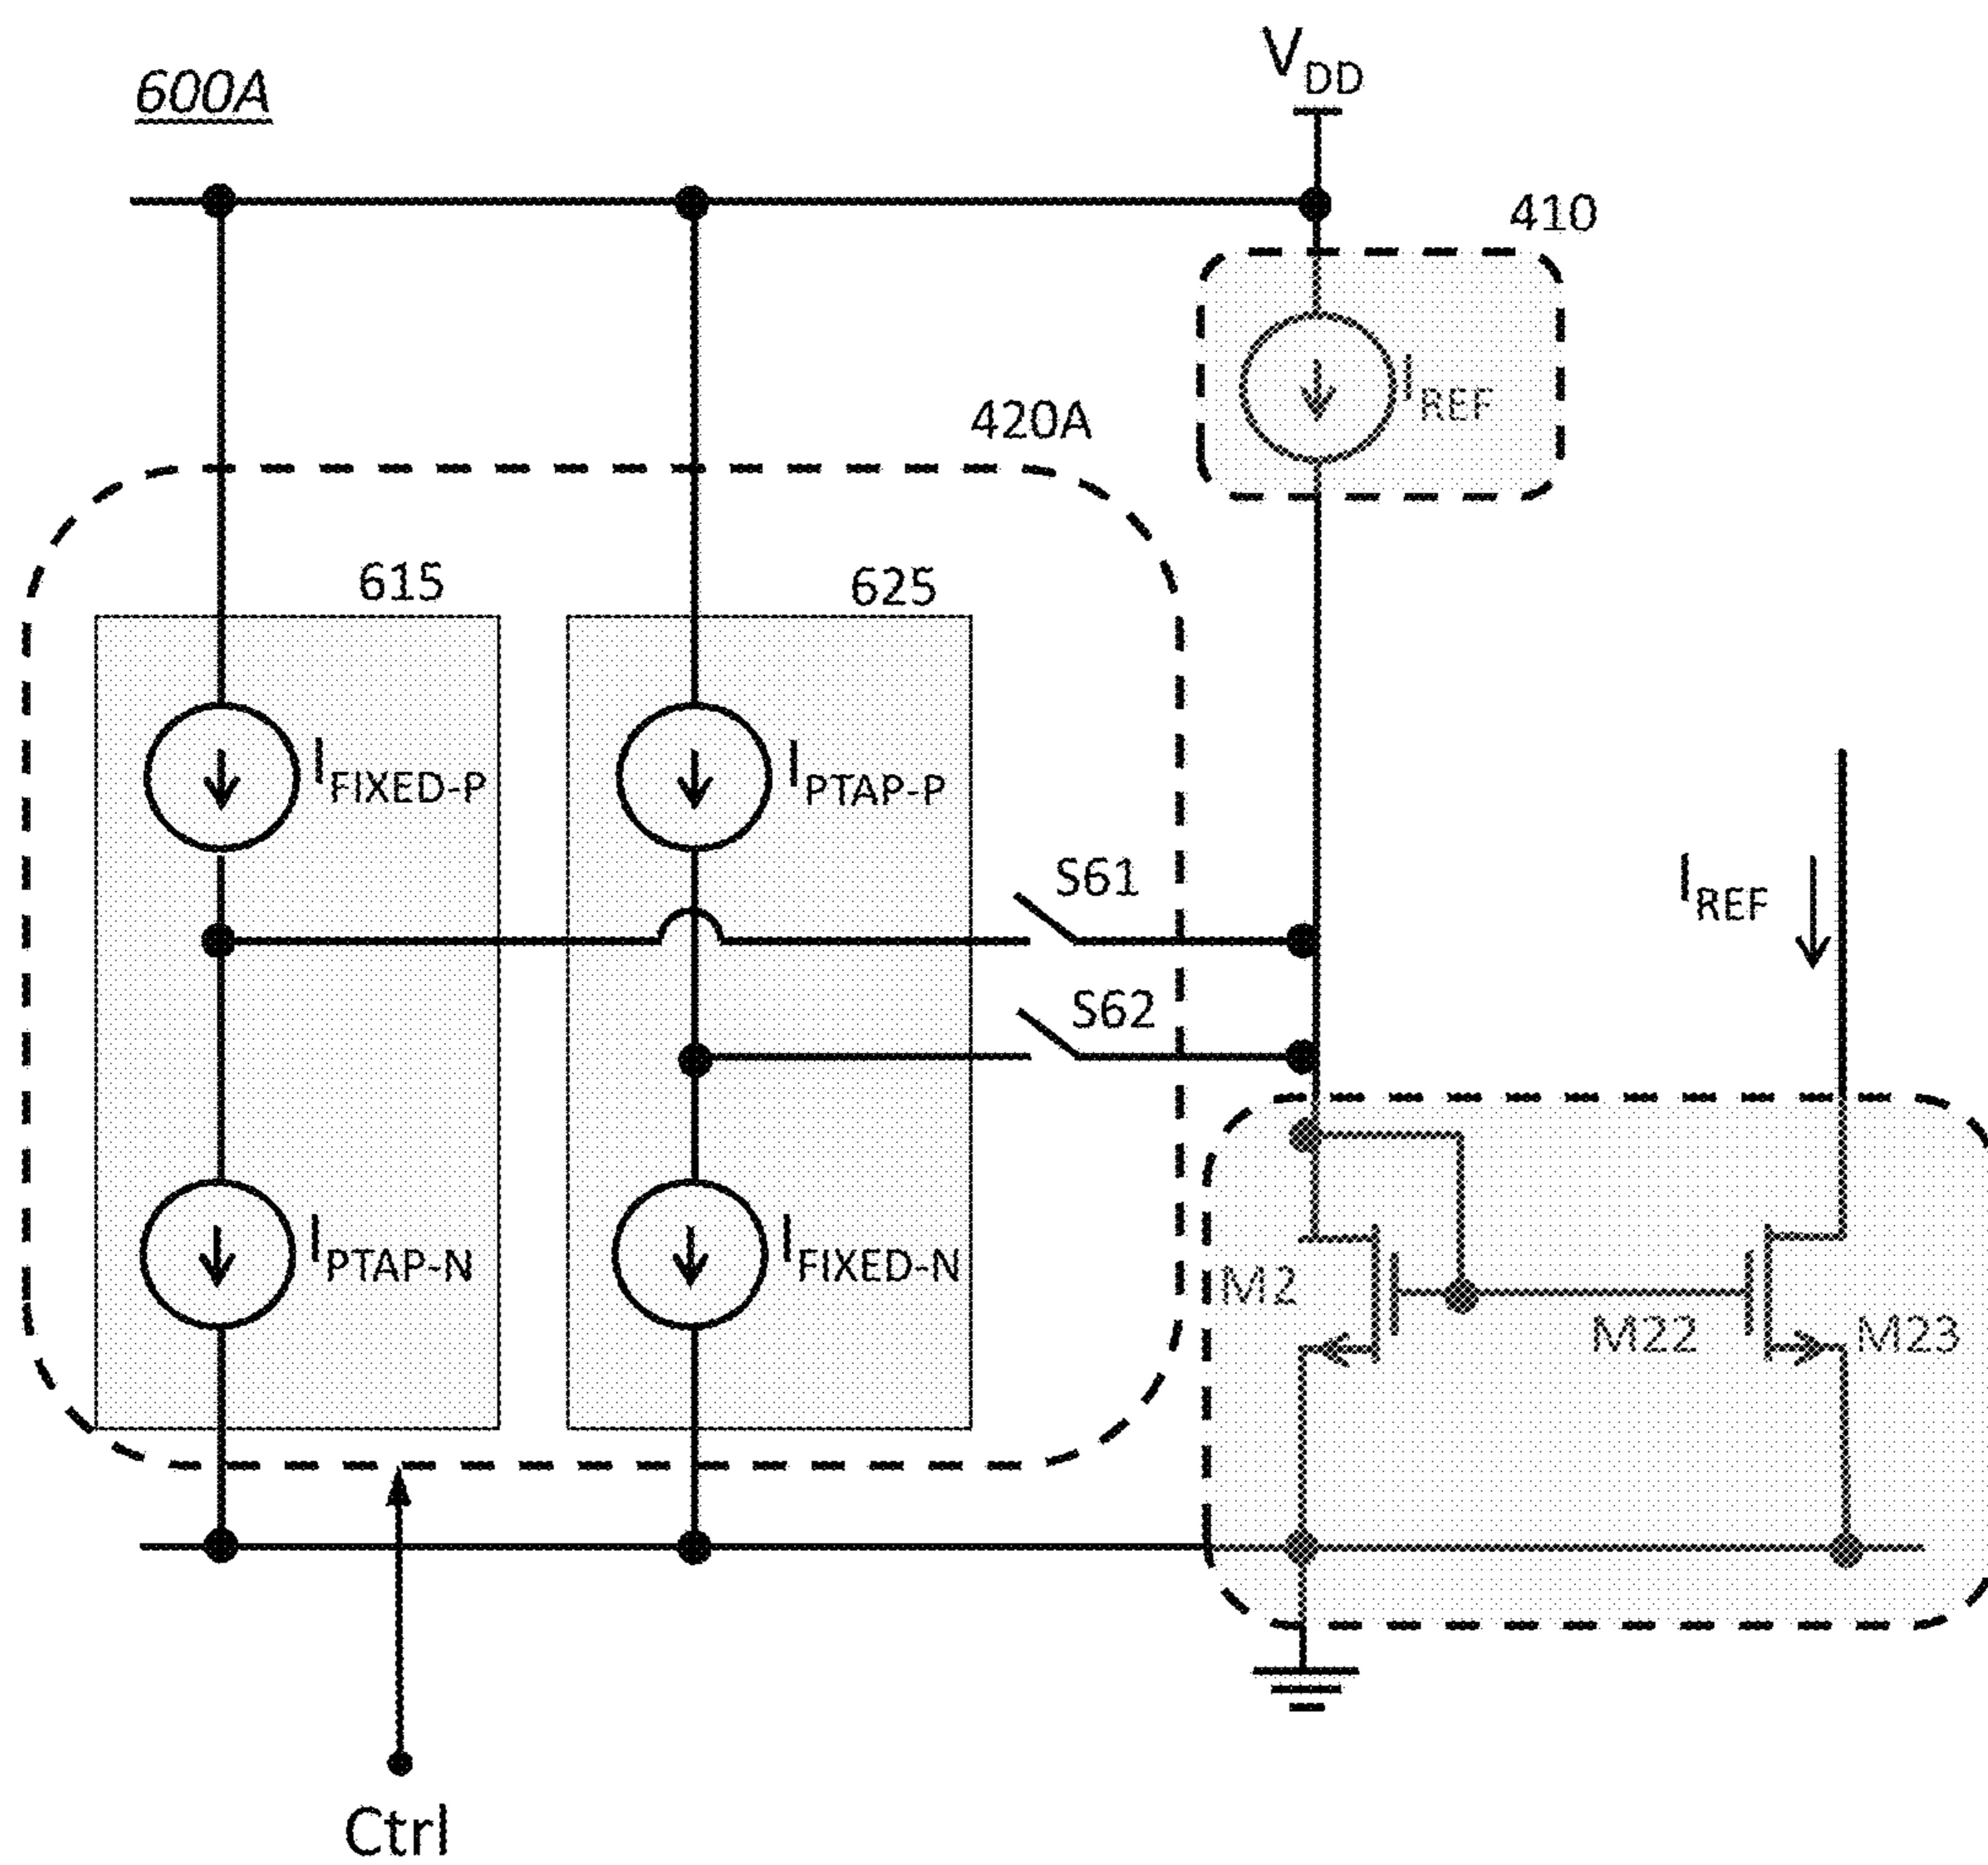 600A
VDD
410
IREF
420A
615
625
IFIXED-P
IPTAP-P
S61
IREF
S62
IPTAP-N
IFIXED-N
M2
M22
M23
Ctrl